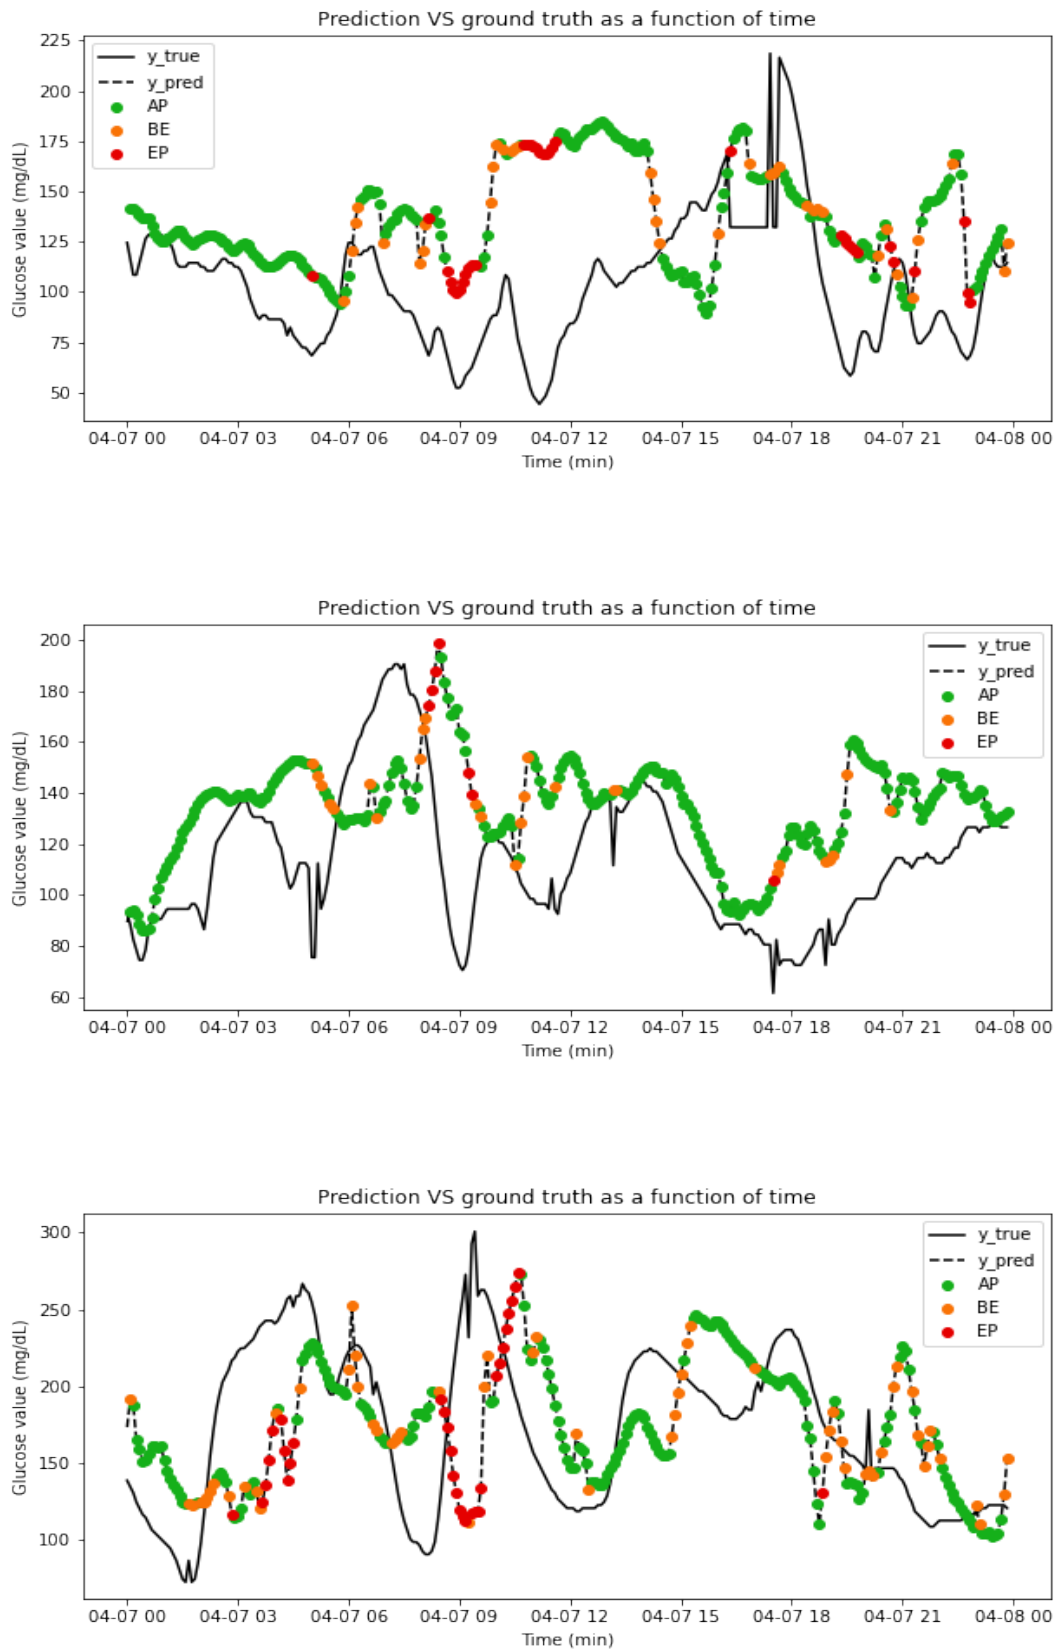 Prediction VS ground truth as a function of time
225
200
175
150
125
100
75
50
Glucose value (mg/dL)
y_true
y_pred
AP
BE
EP
04-07 00 04-07 03 04-07 06 04-07 09 04-07 12 04-07 15 04-07 18 04-07 21 04-08 00
Time (min)
Prediction VS ground truth as a function of time
200
180
160
140
120
100
80
60
Glucose value (mg/dL)
y_true
y_pred
AP
BE
EP
04-07 00 04-07 03 04-07 06 04-07 09 04-07 12 04-07 15 04-07 18 04-07 21 04-08 00
Time (min)
Prediction VS ground truth as a function of time
300
250
200
150
100
Glucose value (mg/dL)
y_true
y_pred
AP
BE
EP
04-07 00 04-07 03 04-07 06 04-07 09 04-07 12 04-07 15 04-07 18 04-07 21 04-08 00
Time (min)